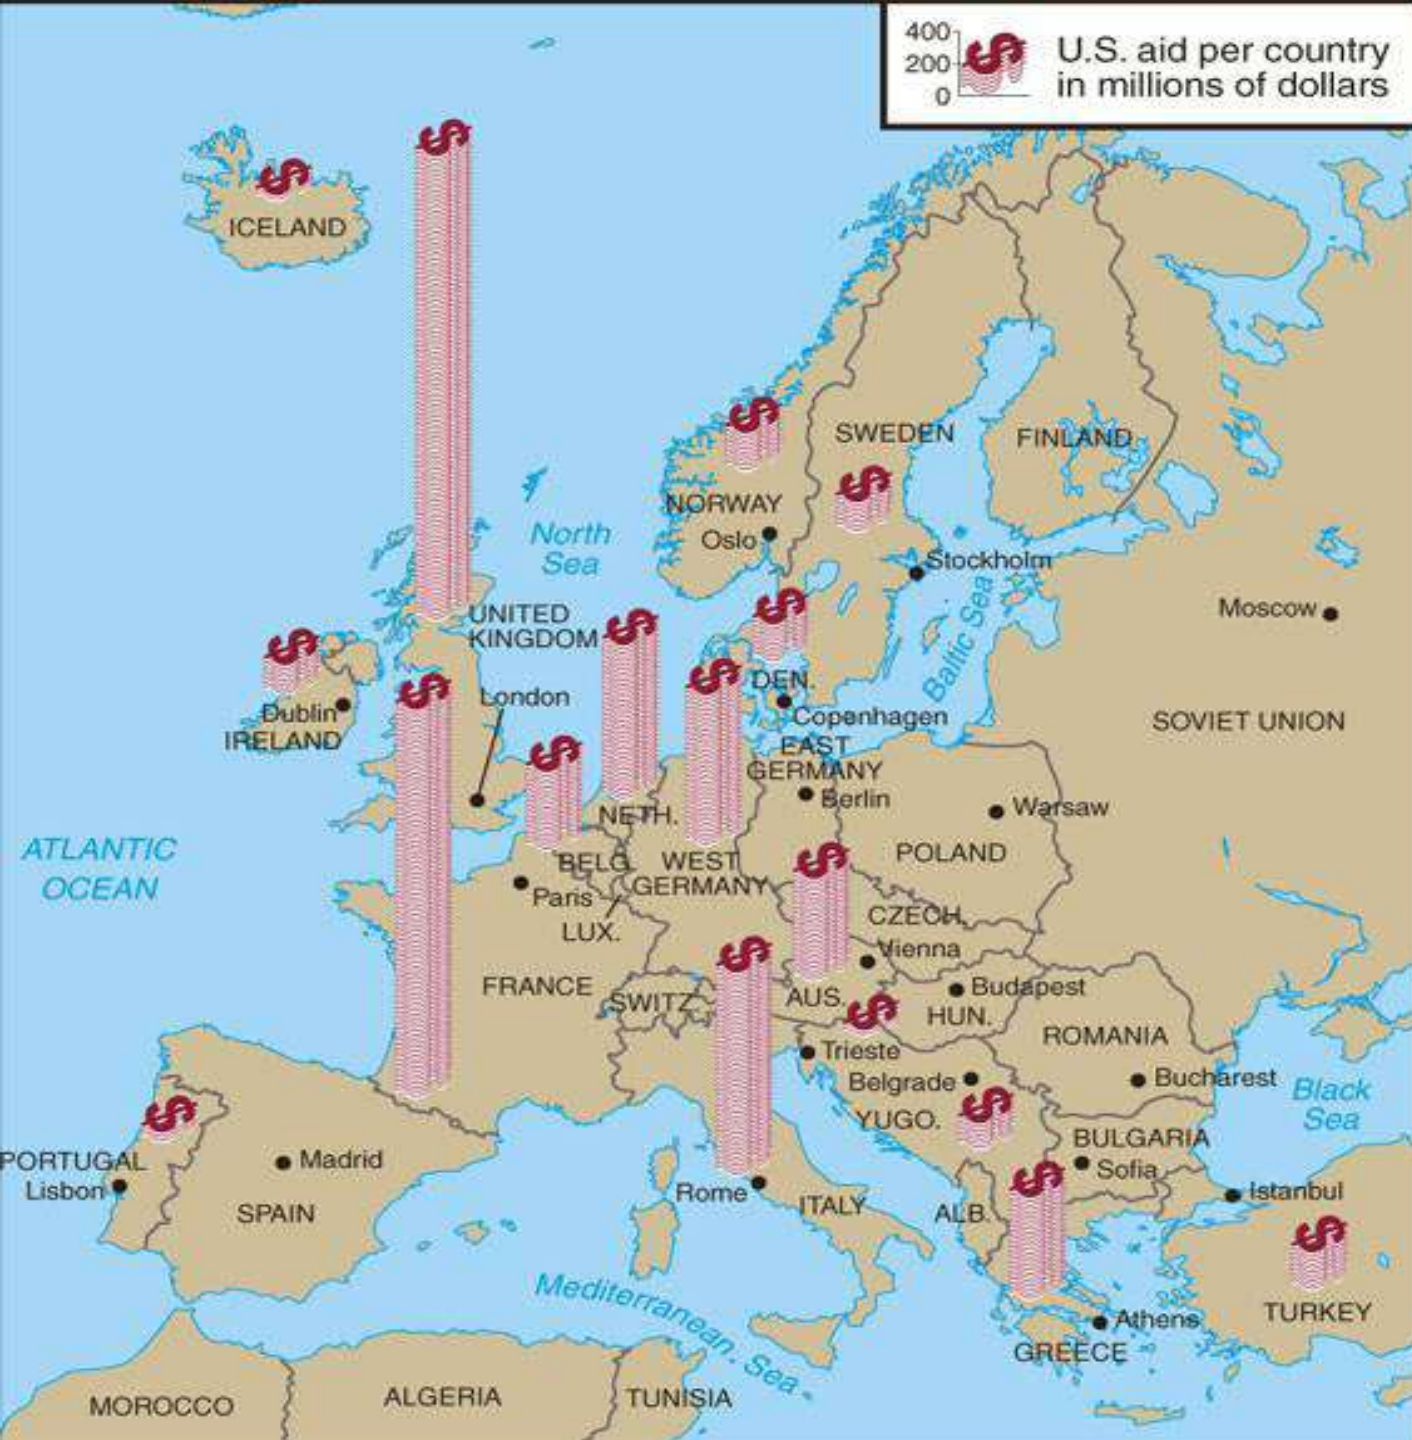 400
200
0
U.S. aid per country
in millions of dollars
ICELAND
SWEDEN
FINLAND
NORWAY
Oslo
North
Sea
Stockholm
Baltic Sea
Moscow
UNITED
KINGDOM
London
Dublin
IRELAND
DEN.
Copenhagen
SOVIET UNION
EAST
GERMANY
Berlin
Warsaw
NETH.
ATLANTIC
OCEAN
BELG.
WEST
GERMANY
POLAND
Paris
LUX.
CZECH.
Vienna
FRANCE
SWITZ.
AUS.
Budapest
HUN.
ROMANIA
Trieste
Belgrade
Bucharest
Black
Sea
YUGO.
BULGARIA
Sofia
PORTUGAL
Lisbon
Madrid
SPAIN
Rome
ITALY
ALB.
Istanbul
Mediterranean Sea
TURKEY
Athens
GREECE
MOROCCO
ALGERIA
TUNISIA